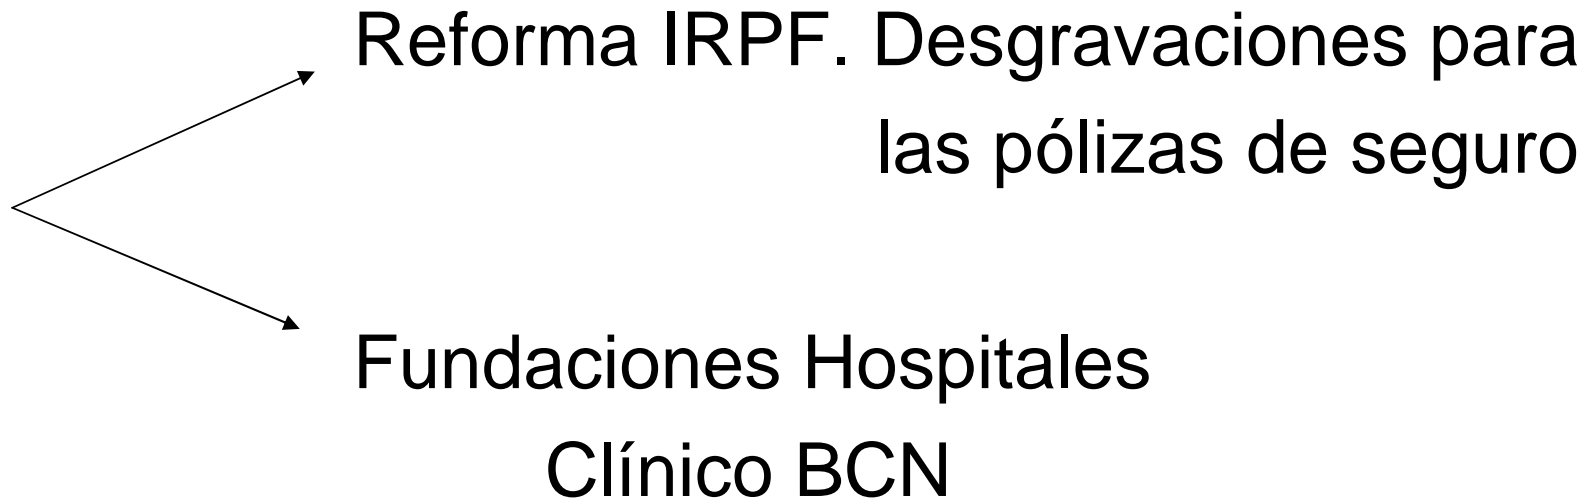 Reforma IRPF. Desgravaciones para
las pólizas de seguro
Fundaciones Hospitales
Clínico BCN